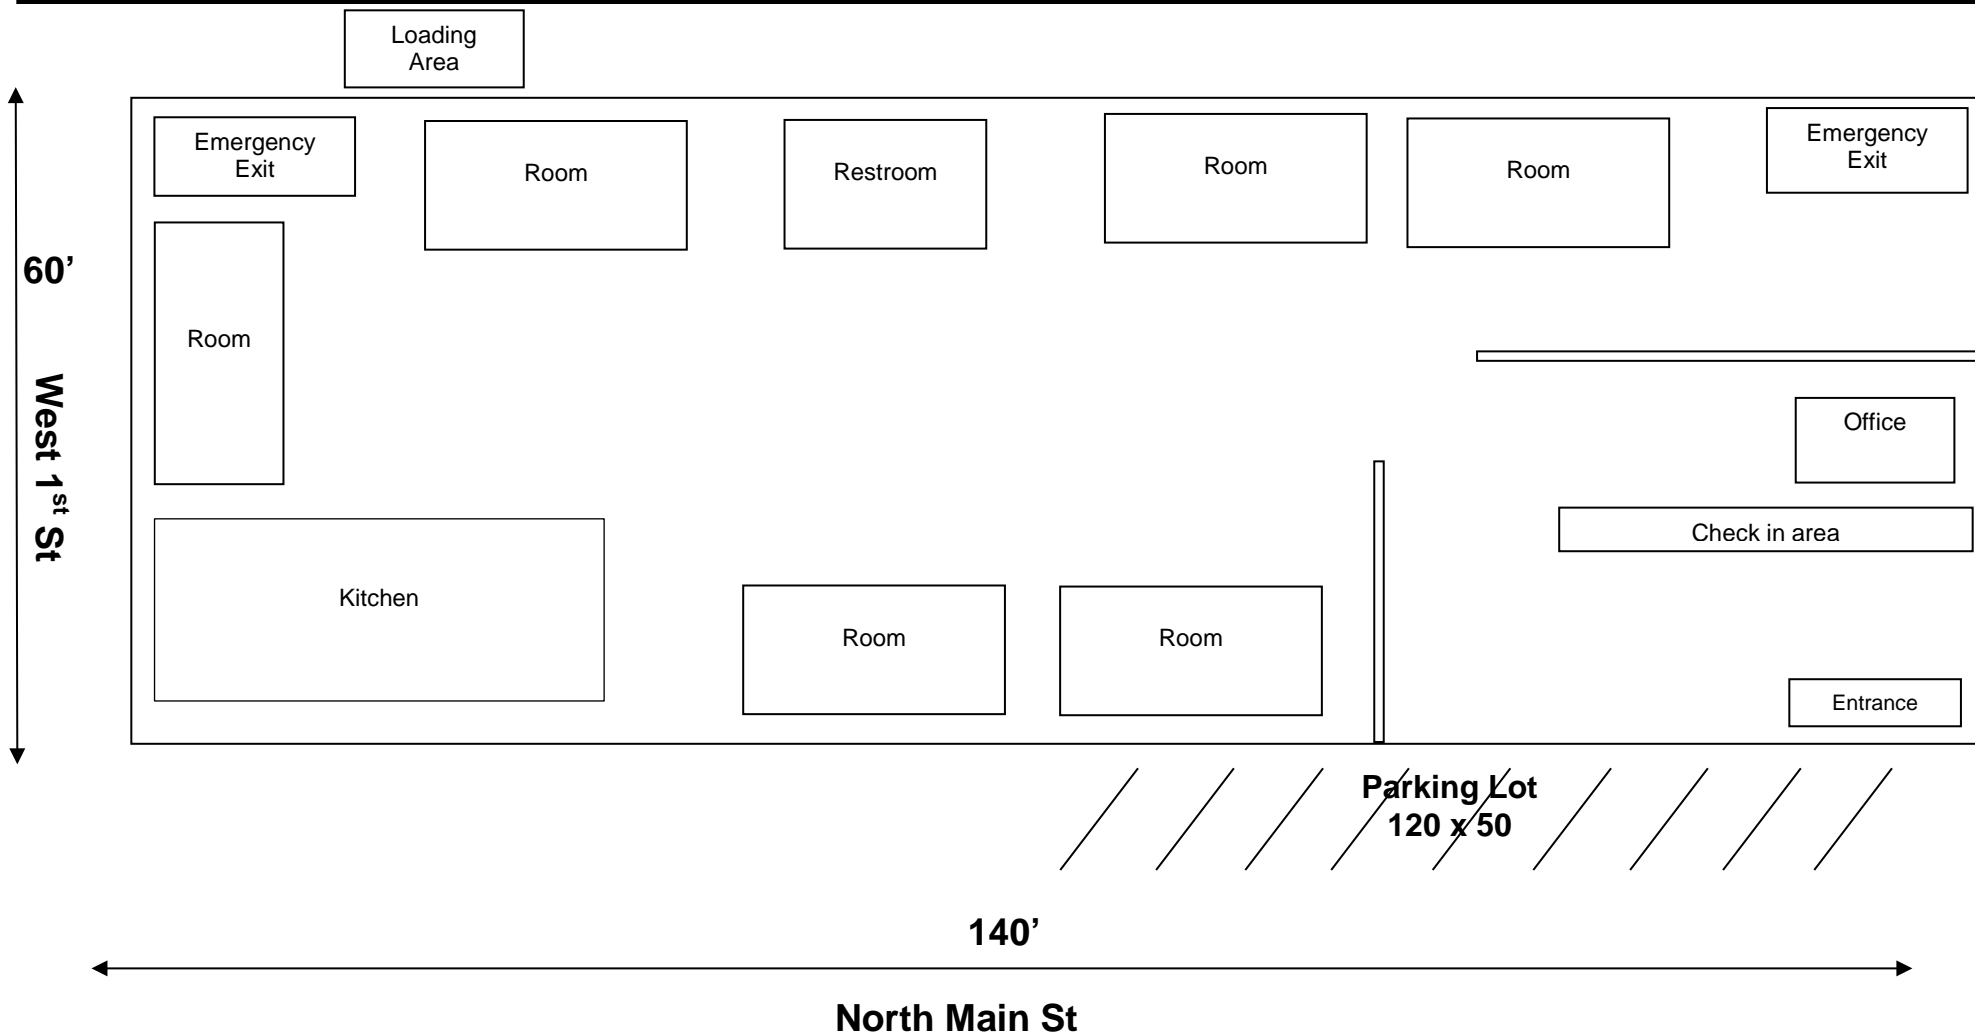 Loading
Area
Emergency
Exit
Room
Restroom
Room
Room
Emergency
Exit
60’
Room
West 1st St
Office
Check in area
Kitchen
Room
Room
Entrance
Parking Lot
120 x 50
140’
North Main St